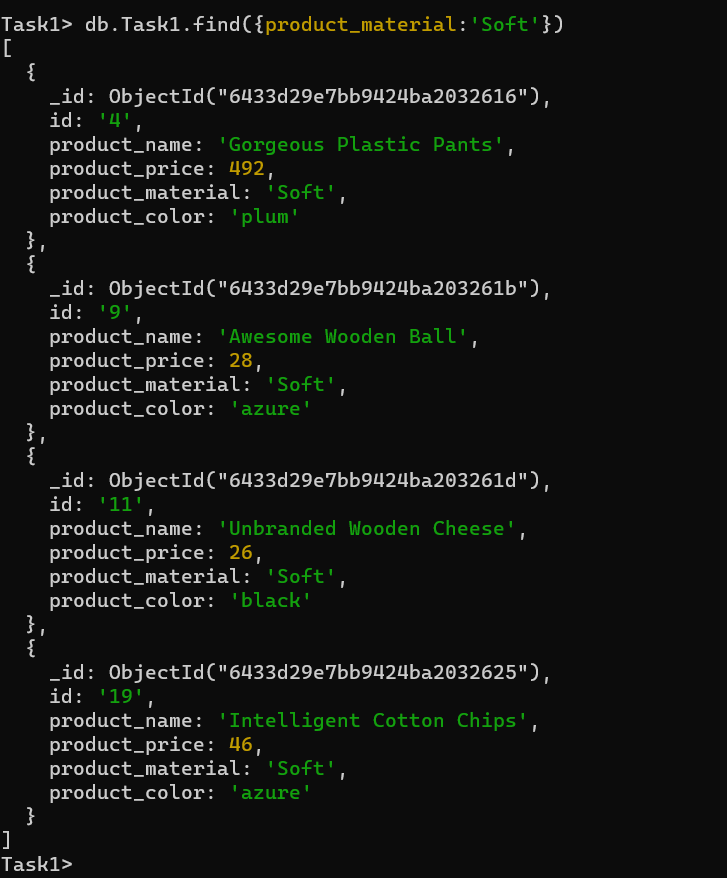 Task1> db.Task1.find({product_material:'Soft'})
[
  {
    _id: ObjectId("6433d29e7bb9424ba2032616"),
    id: '4',
    product_name: 'Gorgeous Plastic Pants',
    product_price: 492,
    product_material: 'Soft',
    product_color: 'plum'
  },
  {
    _id: ObjectId("6433d29e7bb9424ba203261b"),
    id: '9',
    product_name: 'Awesome Wooden Ball',
    product_price: 28,
    product_material: 'Soft',
    product_color: 'azure'
  },
  {
    _id: ObjectId("6433d29e7bb9424ba203261d"),
    id: '11',
    product_name: 'Unbranded Wooden Cheese',
    product_price: 26,
    product_material: 'Soft',
    product_color: 'black'
  },
  {
    _id: ObjectId("6433d29e7bb9424ba2032625"),
    id: '19',
    product_name: 'Intelligent Cotton Chips',
    product_price: 46,
    product_material: 'Soft',
    product_color: 'azure'
  }
]
Task1>